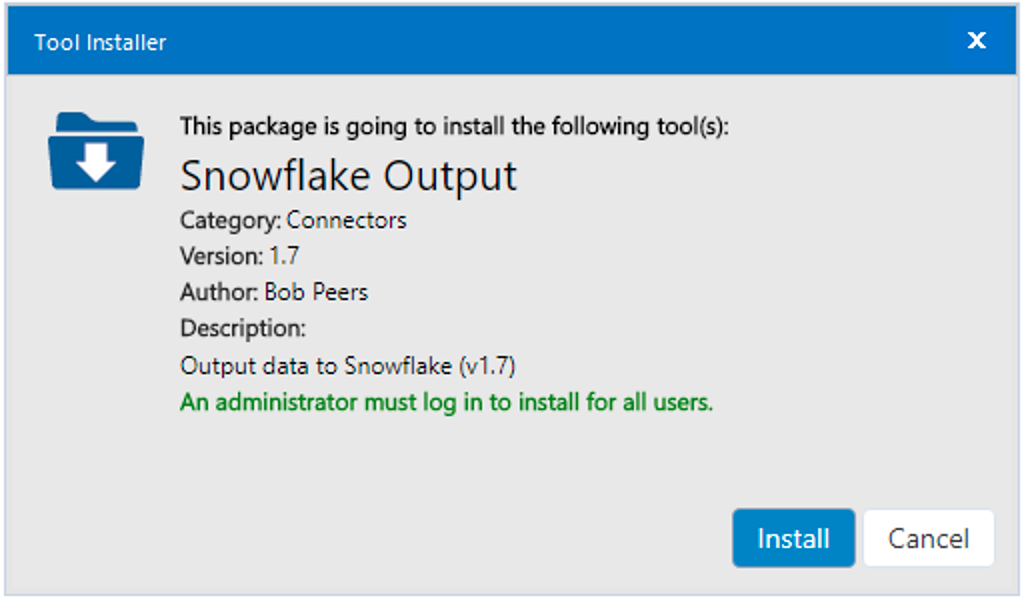 Tool Installer
x
This package is going to install the following tool(s):
Snowflake Output
Category: Connectors
Version: 1.7
Author: Bob Peers
Description:
Output data to Snowflake (v1.7)
An administrator must log in to install for all users.
Install
Cancel